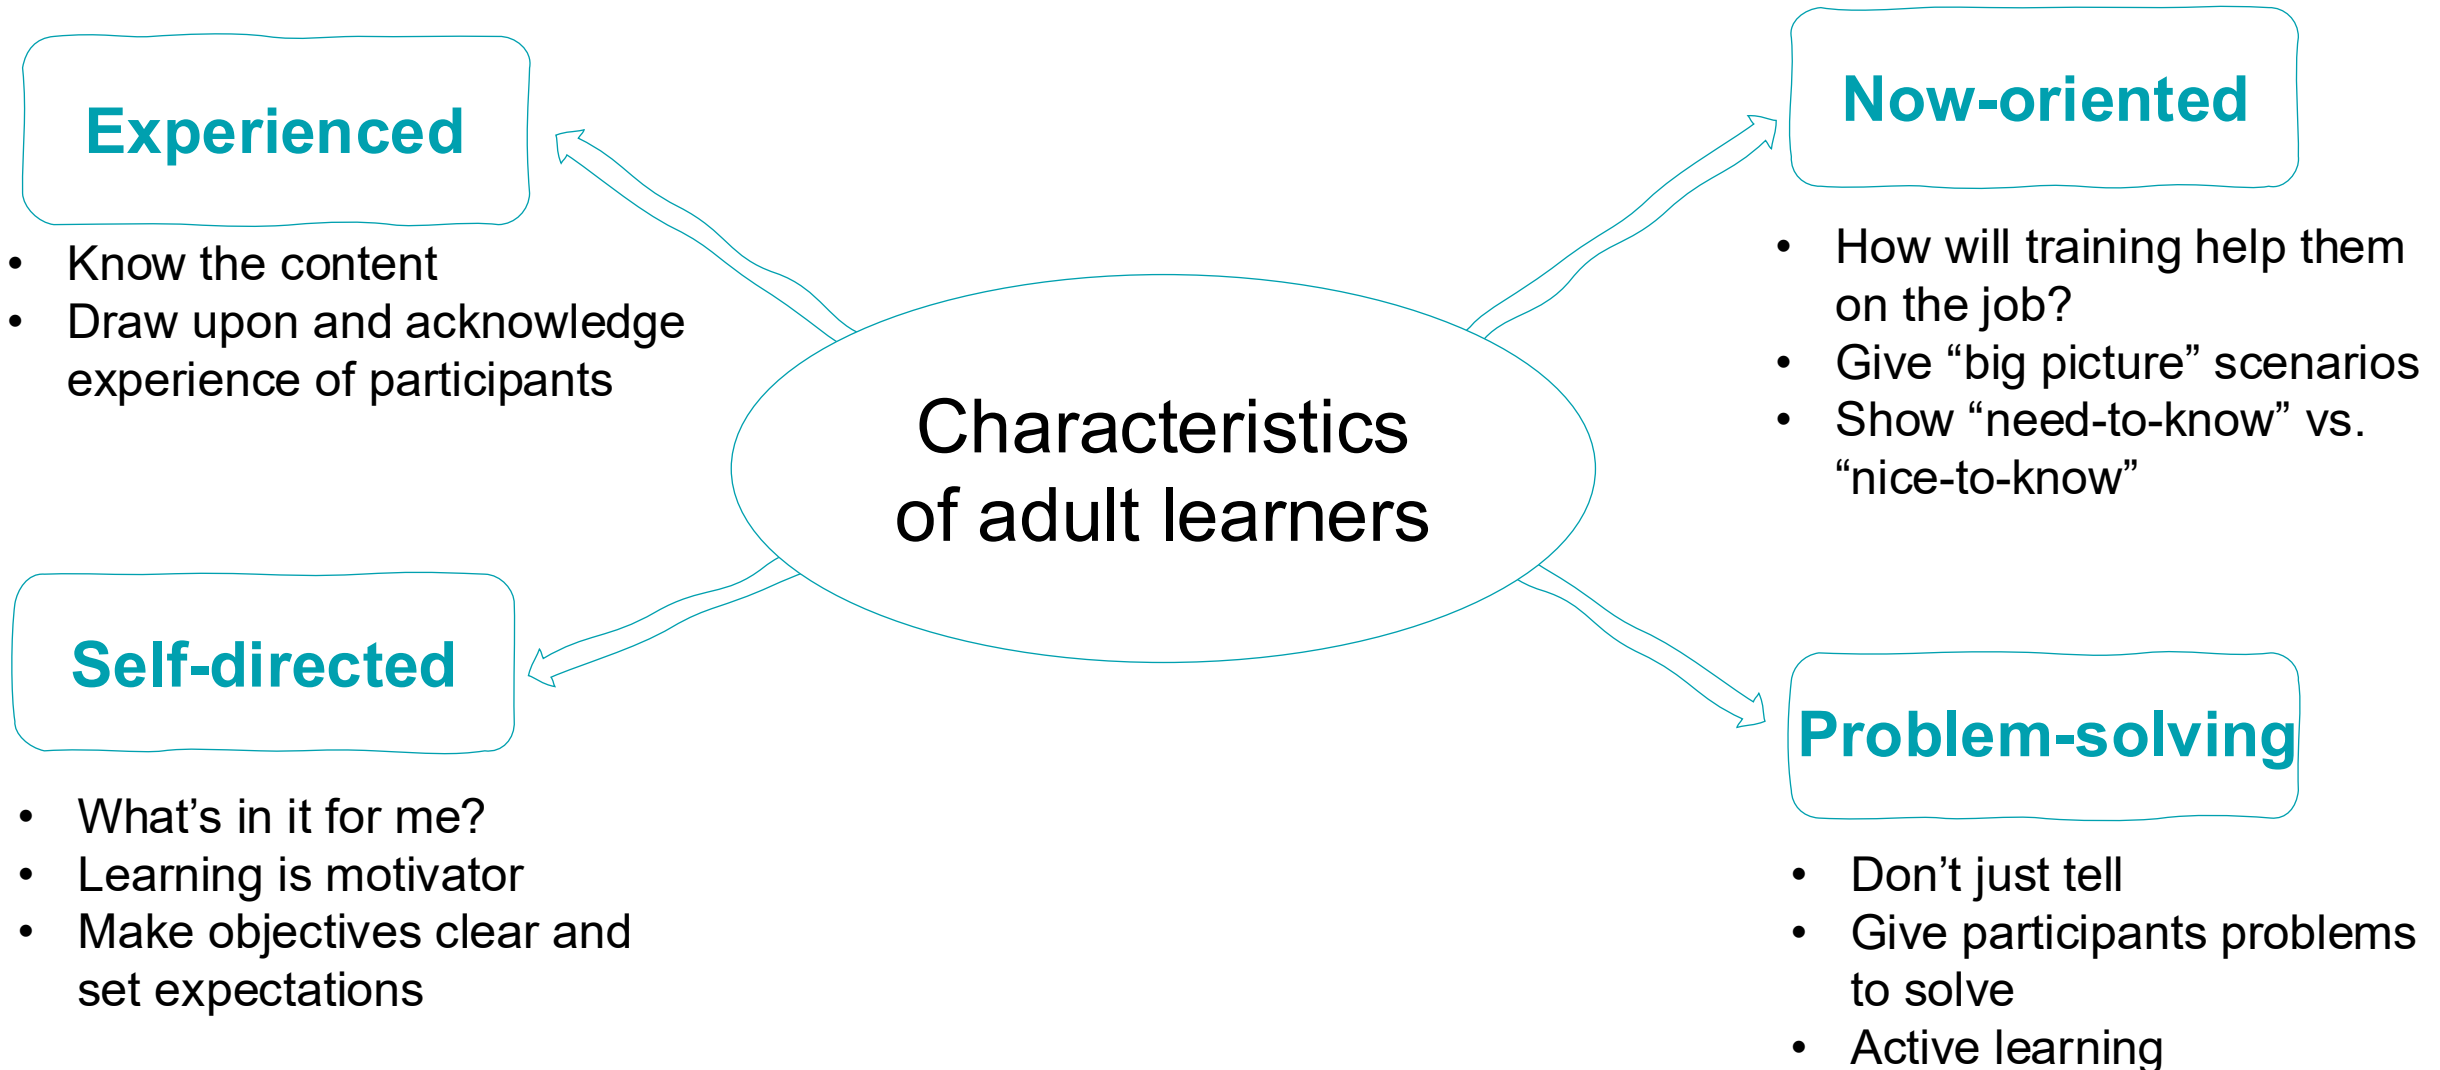 Experienced
• Know the content
• Draw upon and acknowledge
experience of participants
Now-oriented
• How will training help them
on the job?
• Give “big picture” scenarios
• Show “need-to-know” vs.
“nice-to-know”
Characteristics
of adult learners
Self-directed
• What’s in it for me?
• Learning is motivator
• Make objectives clear and
set expectations
Problem-solving
• Don’t just tell
• Give participants problems
to solve
• Active learning